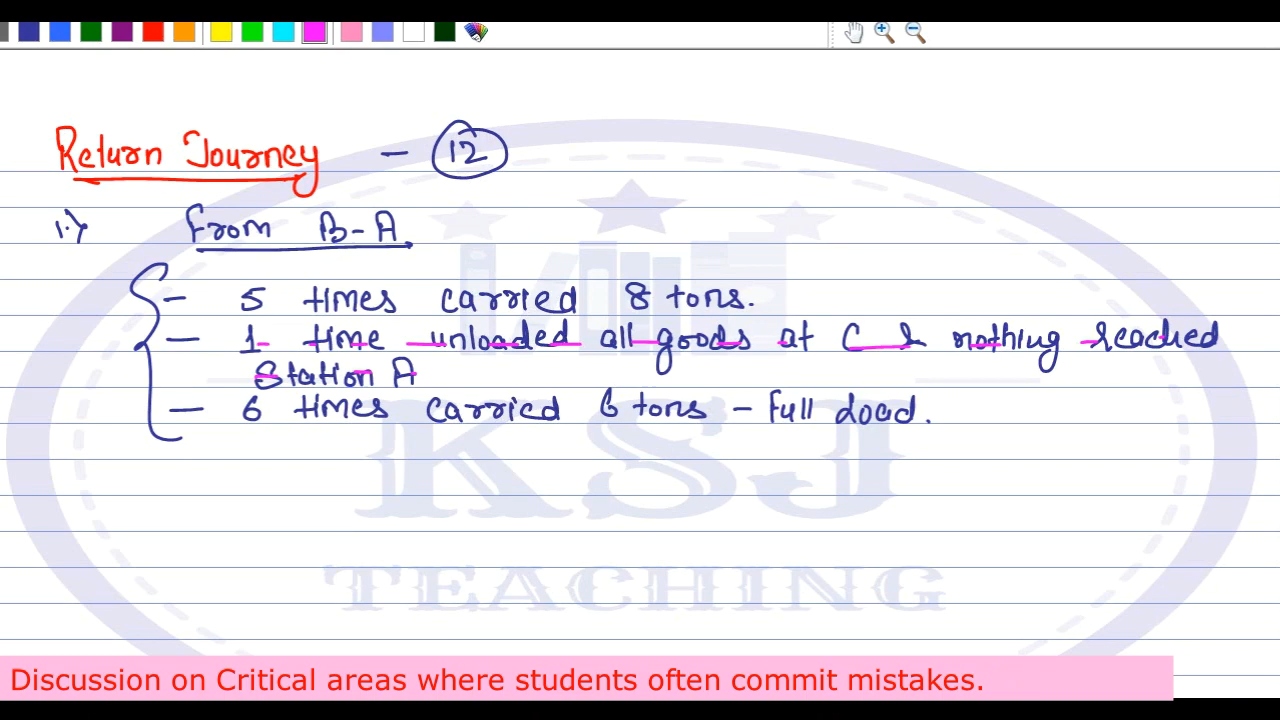 Return Journey - 12
1.) From B-A
- 5 times carried 8 tons.
- 1 time unloaded all goods at C & nothing reached
Station A
- 6 times carried 6 tons - Full Load.
KSJ
TEACHING
Discussion on Critical areas where students often commit mistakes.